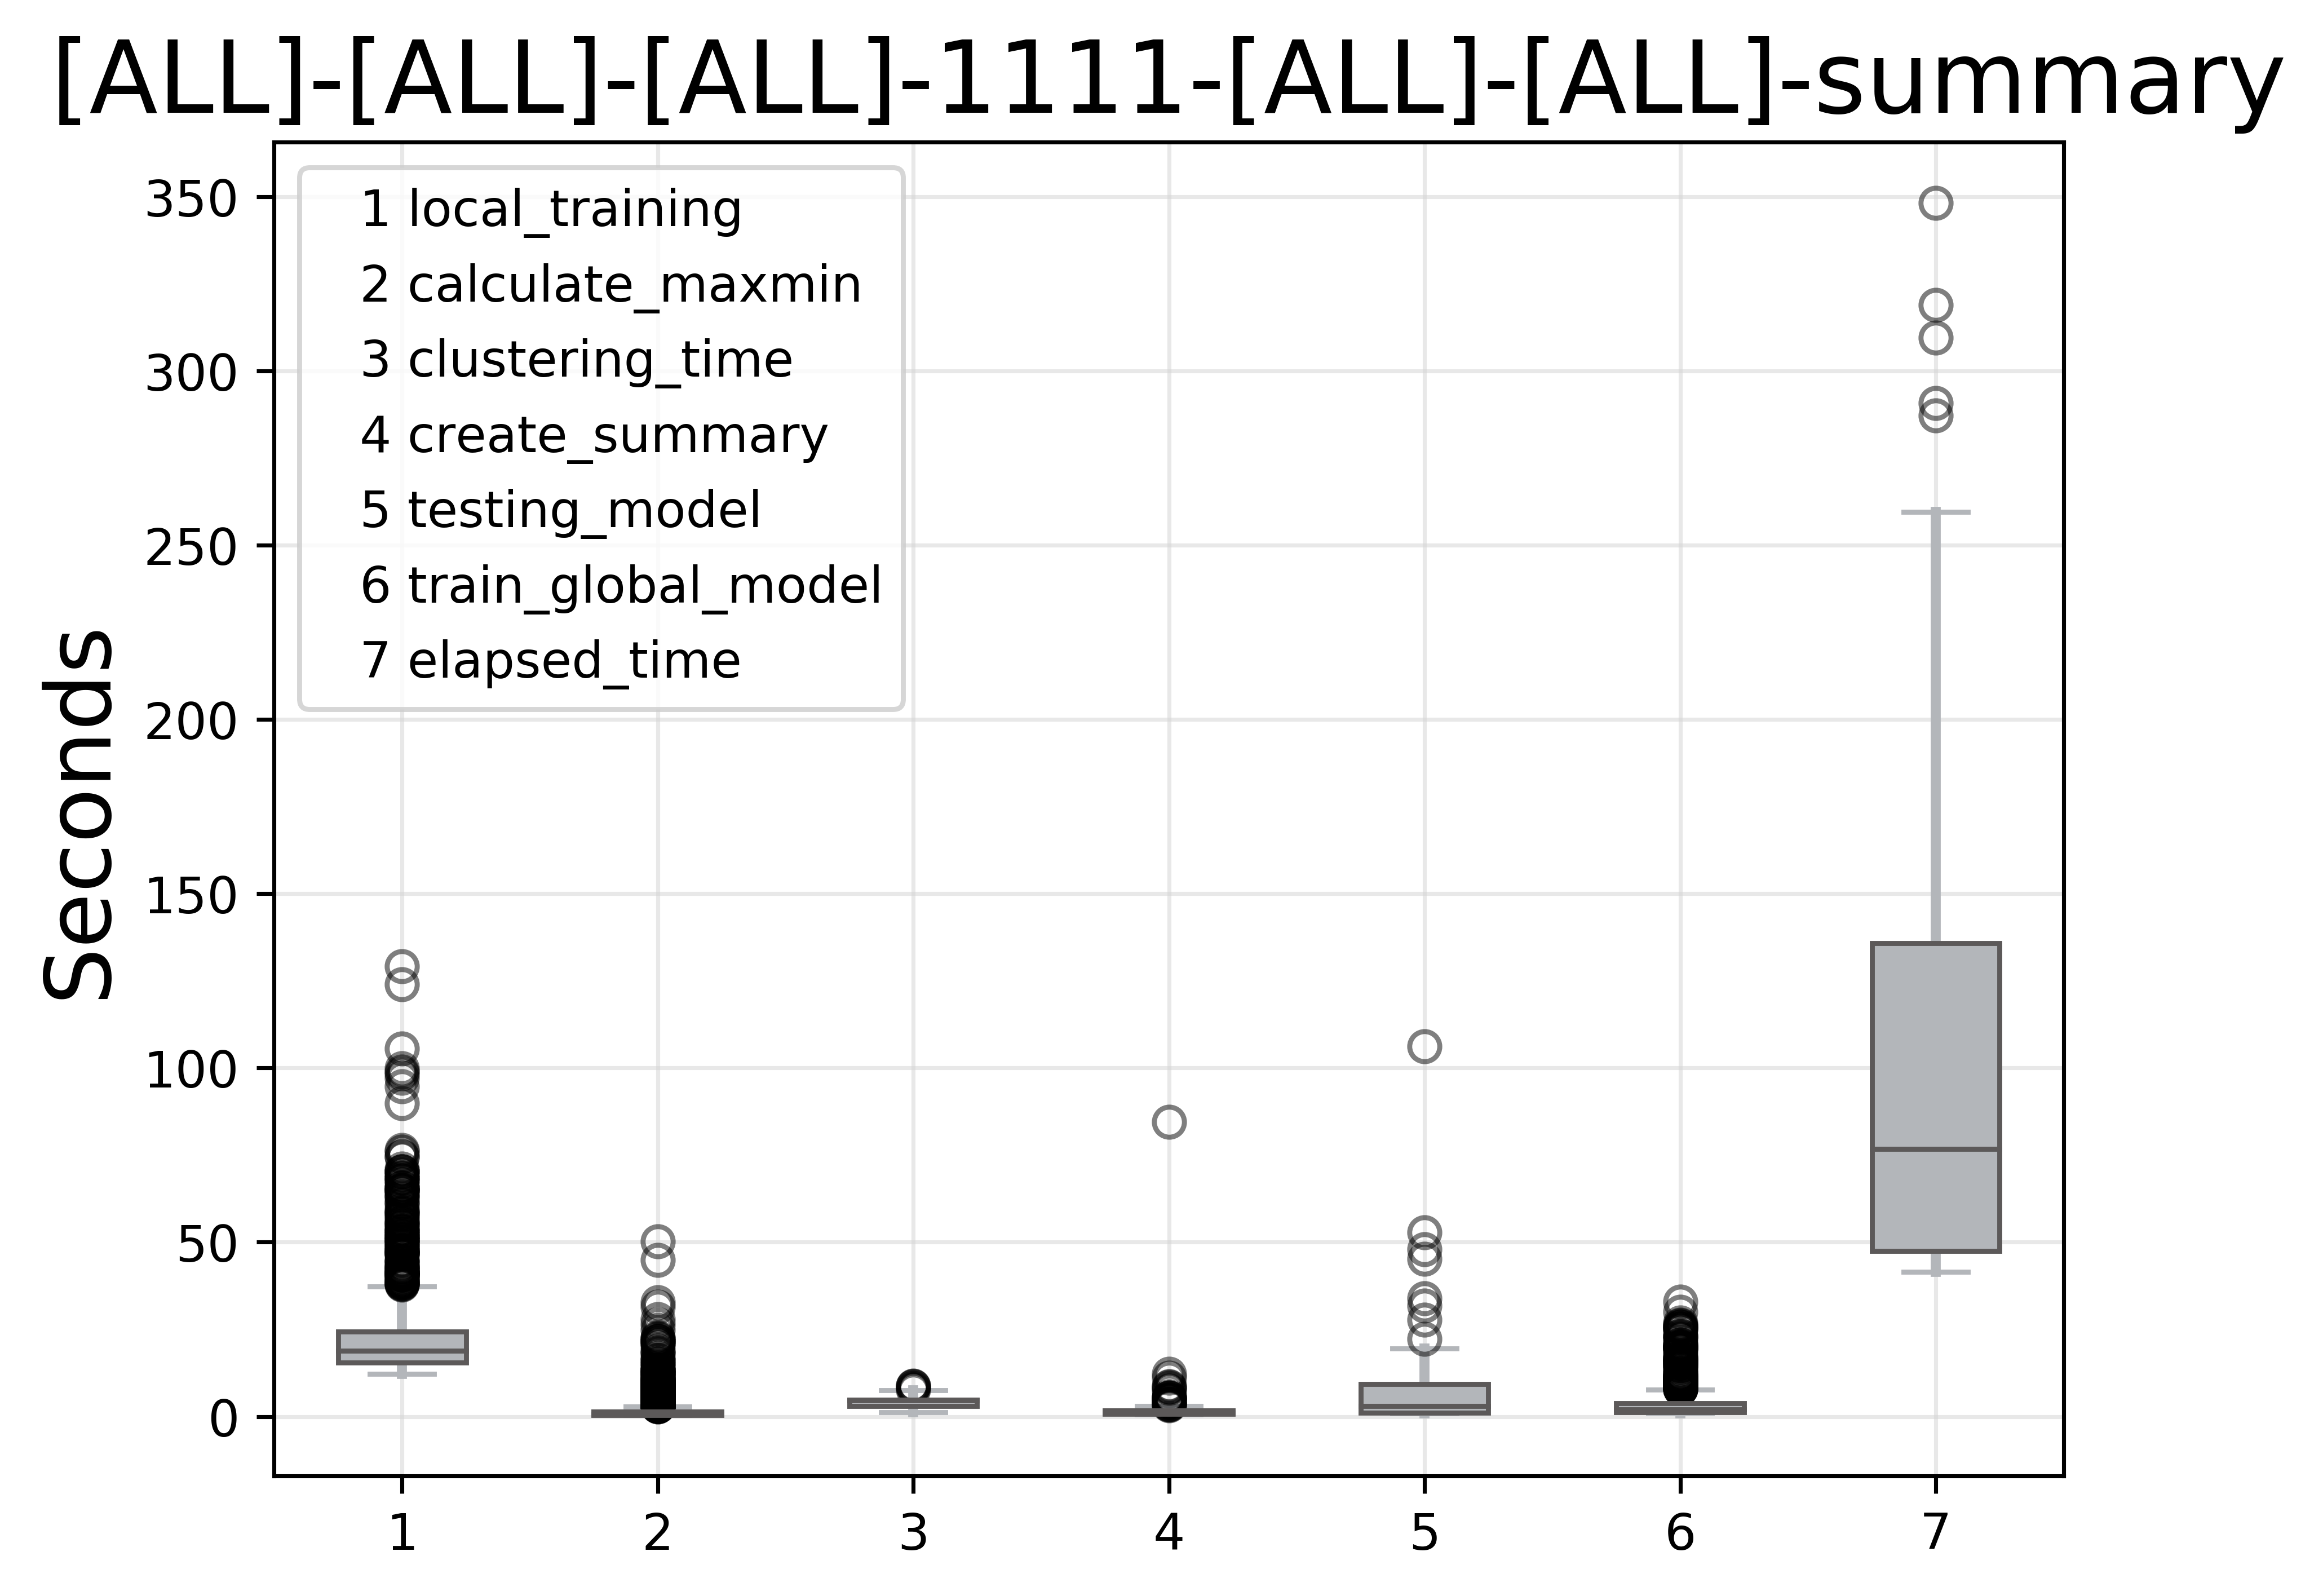 [ALL]-[ALL]-[ALL]-1111-[ALL]-[ALL]-summary
Seconds
350
300
250
200
150
100
50
0
1 local_training
2 calculate_maxmin
3 clustering_time
4 create_summary
5 testing_model
6 train_global_model
7 elapsed_time
1 2 3 4 5 6 7